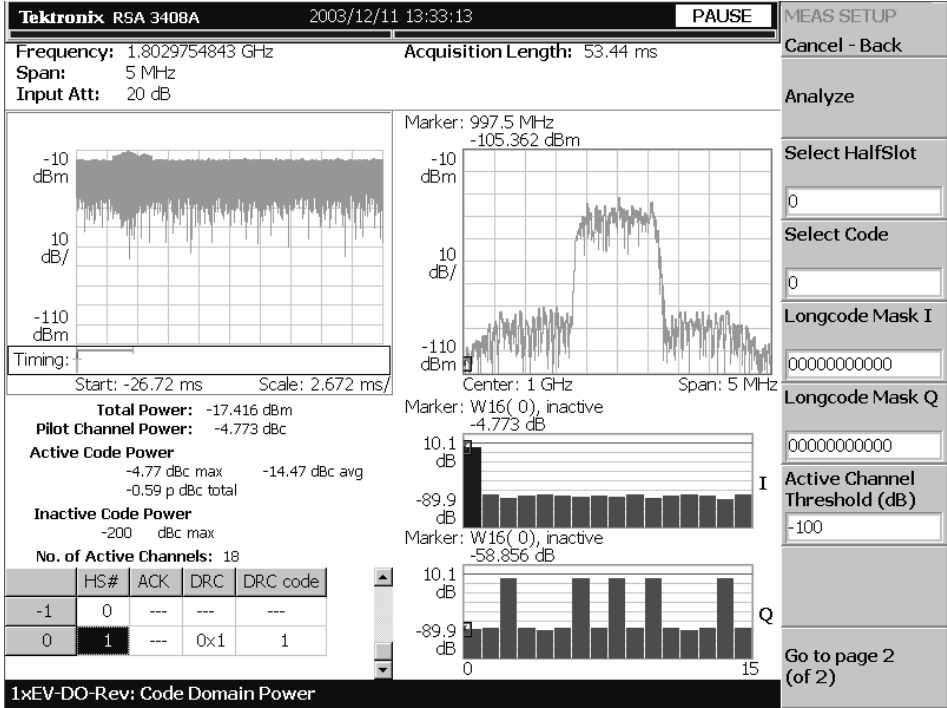 Tektronix RSA 3408A 2003/12/11 13:33:13 PAUSE
Frequency: 1.8029754843 GHz Acquisition Length: 53.44 ms
Span: 5 MHz
Input Att: 20 dB
Marker: 997.5 MHz
-105.362 dBm
-10
dBm
10
dB/
-110
dBm
Timing:
Start: -26.72 ms Scale: 2.672 ms/
-10
dBm
10
dB/
-110
dBm
Center: 1 GHz Span: 5 MHz
Total Power: -17.416 dBm
Pilot Channel Power: -4.773 dBc
Active Code Power
-4.77 dBc max -14.47 dBc avg
-0.59 p dBc total
Inactive Code Power
-200 dBc max
No. of Active Channels: 18
HS# ACK DRC DRC code
-1 0 --- --- ---
0 1 --- 0x1 1
Marker: W16( 0), inactive
-4.773 dB
10.1
dB
-89.9
dB
I
Marker: W16( 0), inactive
-58.856 dB
10.1
dB
-89.9
dB
Q
0 15
1xEV-DO-Rev: Code Domain Power
MEAS SETUP
Cancel - Back
Analyze
Select HalfSlot
0
Select Code
0
Longcode Mask I
00000000000
Longcode Mask Q
00000000000
Active Channel
Threshold (dB)
-100
Go to page 2
(of 2)